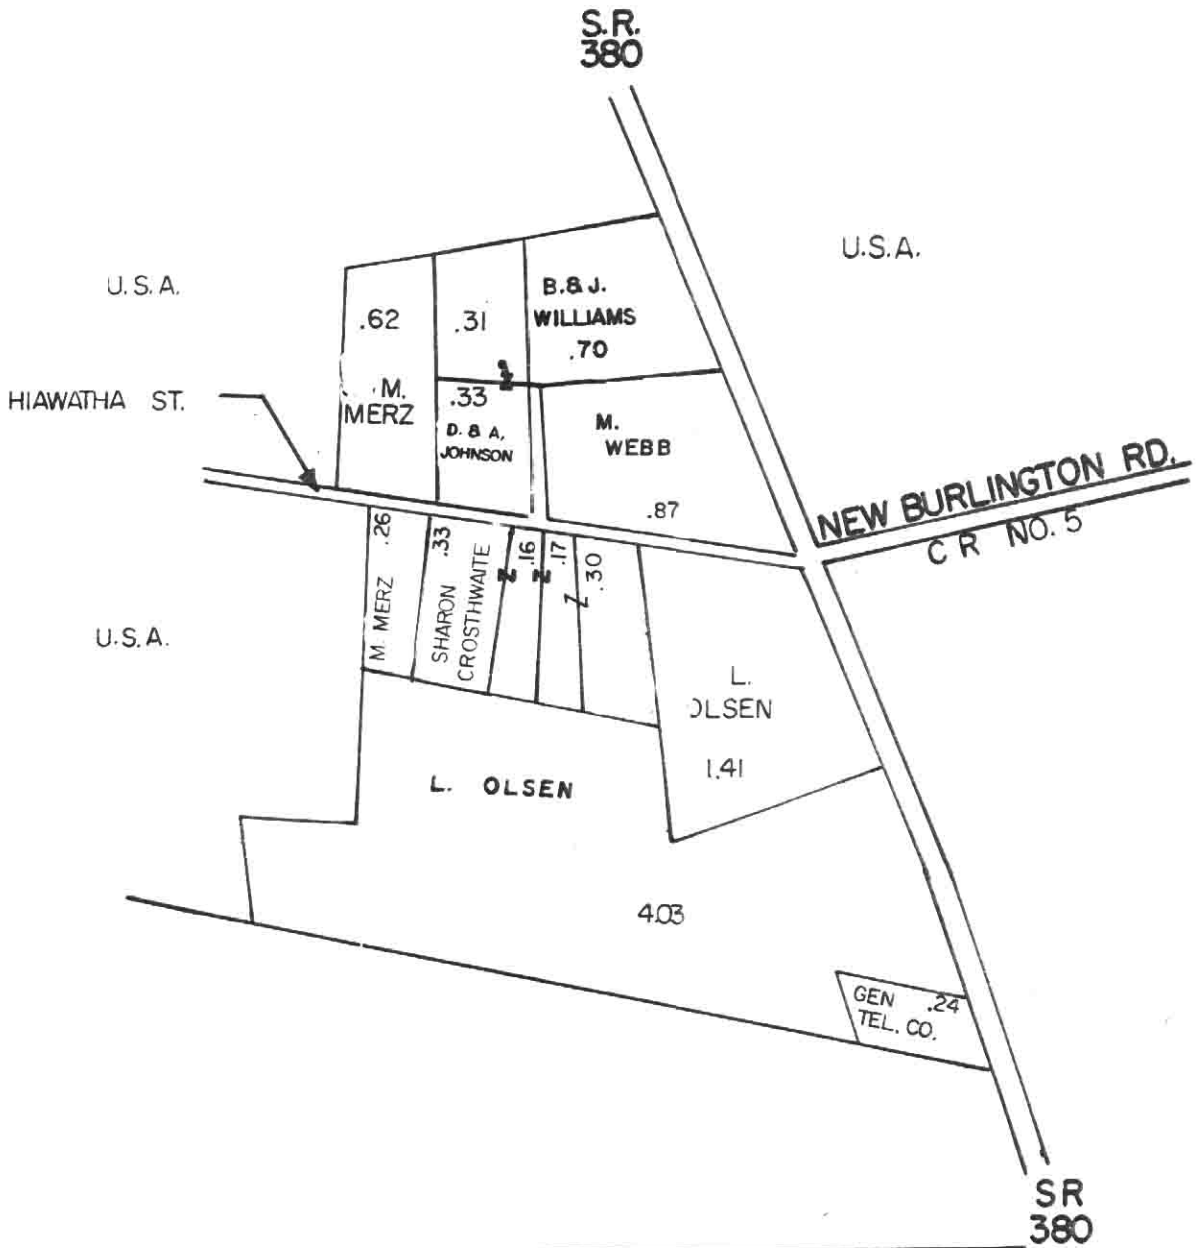 S.R.
380
U.S.A.
U.S.A.
B.&J.
WILLIAMS
.70
.62
.31
M.
MERZ
HIAWATHA ST.
.33
D. & A.
JOHNSON
M.
WEBB
.87
NEW BURLINGTON RD.
C R NO. 5
M. MERZ .26
.33
SHARON
CROSTHWAITE
.16
.17
.30
U.S.A.
L.
OLSEN
1.41
L. OLSEN
4.03
GEN .24
TEL. CO.
SR
380